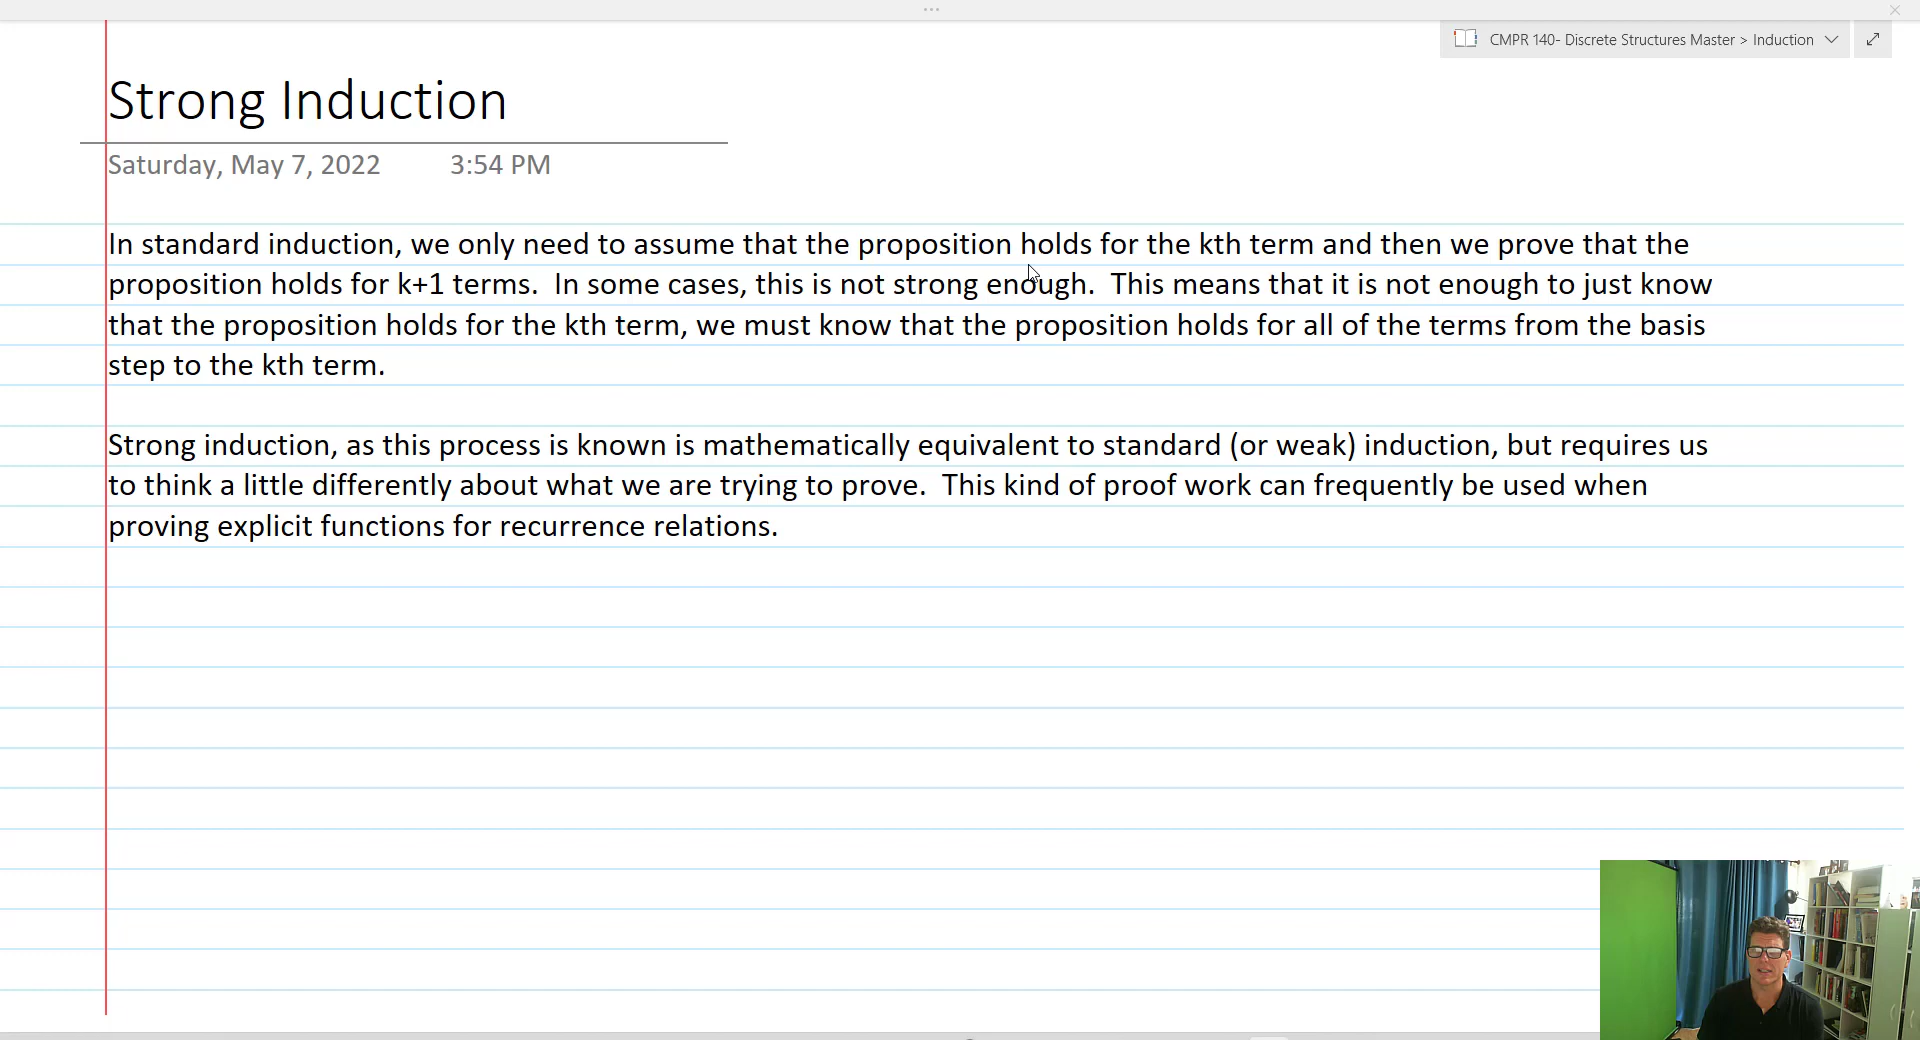 CMPR 140- Discrete Structures Master > Induction
Strong Induction
Saturday, May 7, 2022 3:54 PM
In standard induction, we only need to assume that the proposition holds for the kth term and then we prove that the
proposition holds for k+1 terms.  In some cases, this is not strong enough.  This means that it is not enough to just know
that the proposition holds for the kth term, we must know that the proposition holds for all of the terms from the basis
step to the kth term.
Strong induction, as this process is known is mathematically equivalent to standard (or weak) induction, but requires us
to think a little differently about what we are trying to prove.  This kind of proof work can frequently be used when
proving explicit functions for recurrence relations.